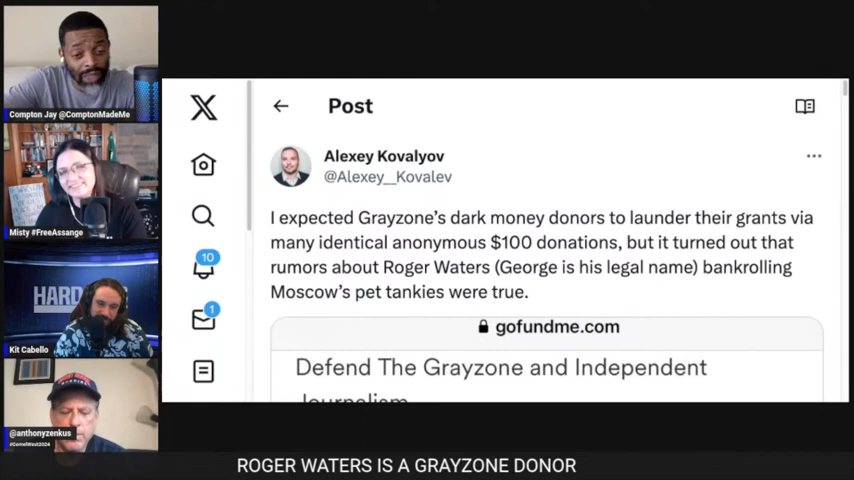 Compton Jay @ComptonMadeMe
Misty #FreeAssange
HARD
Kit Cabello
@anthonyzenkus
#CornelWest2024
Post
Alexey Kovalyov
@Alexey__Kovalev
I expected Grayzone's dark money donors to launder their grants via
many identical anonymous $100 donations, but it turned out that
rumors about Roger Waters (George is his legal name) bankrolling
Moscow's pet tankies were true.
gofundme.com
Defend The Grayzone and Independent
Journalism
10
1
ROGER WATERS IS A GRAYZONE DONOR